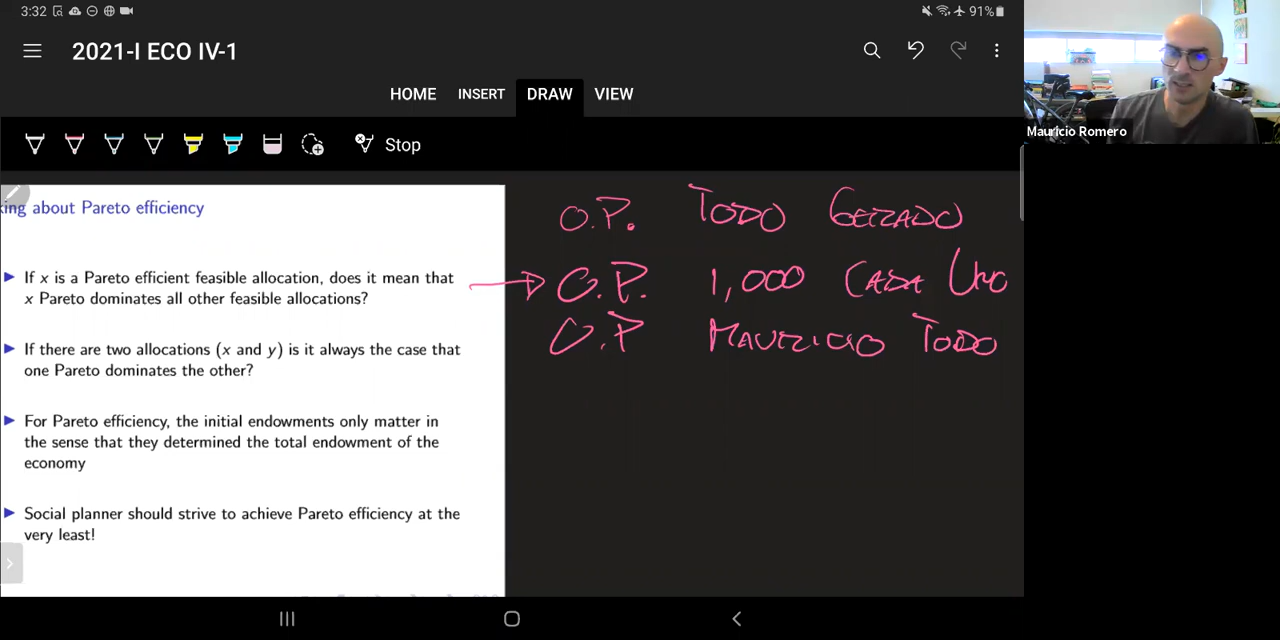 3:32
91%
2021-I ECO IV-1
HOME INSERT DRAW VIEW
Stop
Mauricio Romero
king about Pareto efficiency
If x is a Pareto efficient feasible allocation, does it mean that
x Pareto dominates all other feasible allocations?
If there are two allocations (x and y) is it always the case that
one Pareto dominates the other?
For Pareto efficiency, the initial endowments only matter in
the sense that they determined the total endowment of the
economy
Social planner should strive to achieve Pareto efficiency at the
very least!
O.P. TODO GERARDO
O.P. 1,000 CADA UNO
O.P MAURICIO TODO